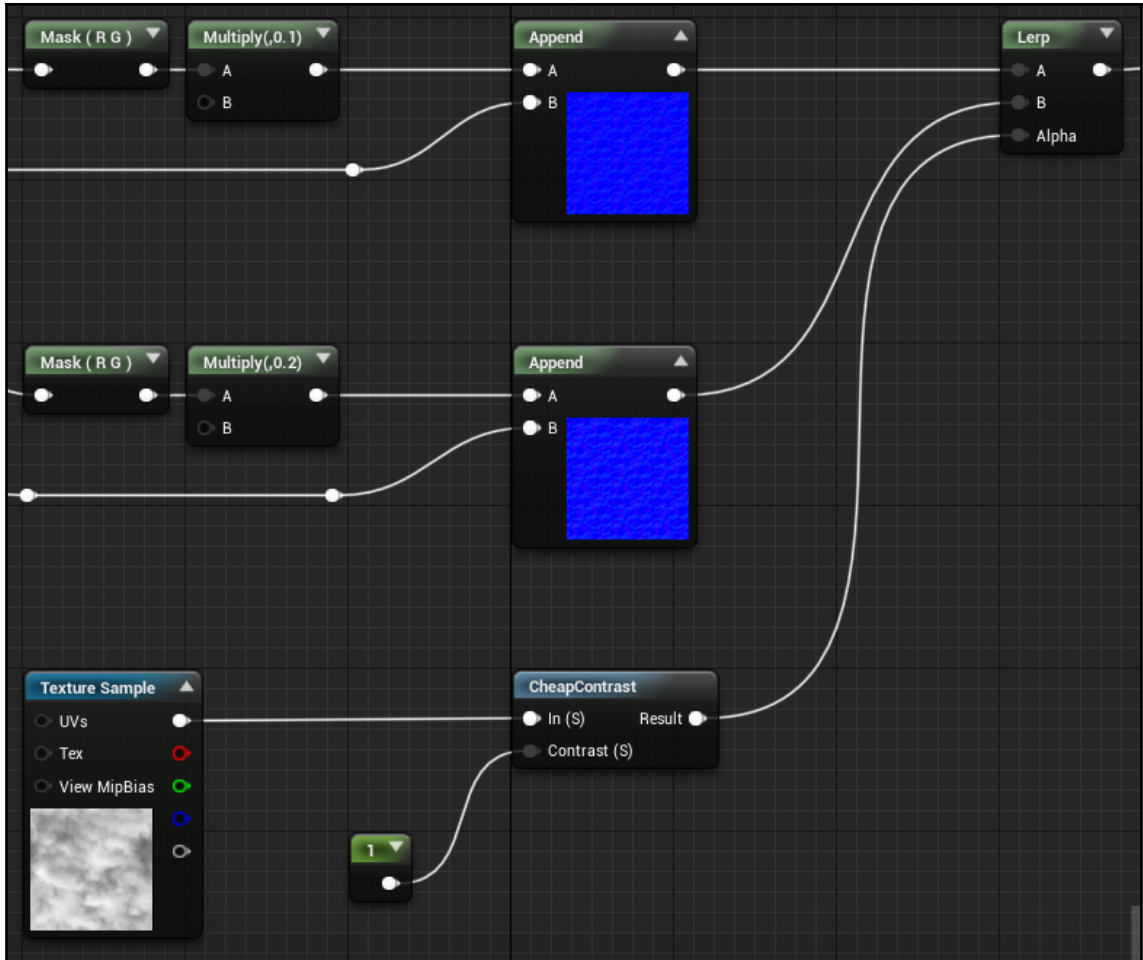 Mask ( R G )
Multiply(,0.1)
A
B
Append
A
B
Lerp
A
B
Alpha
Mask ( R G )
Multiply(,0.2)
A
B
Append
A
B
Texture Sample
UVs
Tex
View MipBias
CheapContrast
In (S) Result
Contrast (S)
1